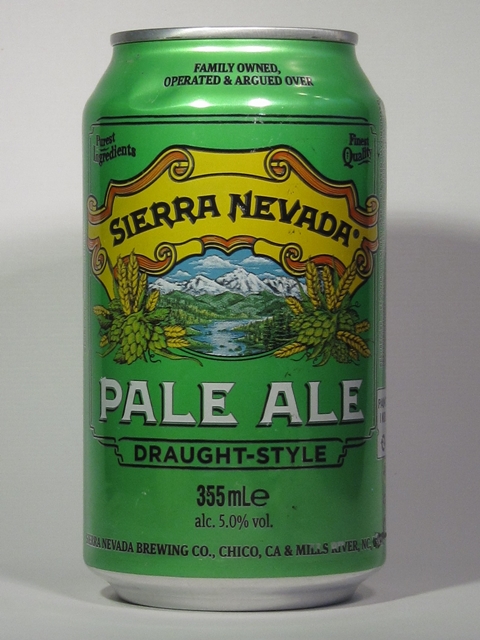 FAMILY OWNED,
OPERATED & ARGUED OVER
Purest
Ingredients
Finest
Quality
SIERRA NEVADA®
PALE ALE
DRAUGHT-STYLE
355mLe
alc. 5.0% vol.
SIERRA NEVADA BREWING CO., CHICO, CA & MILLS RIVER, NC